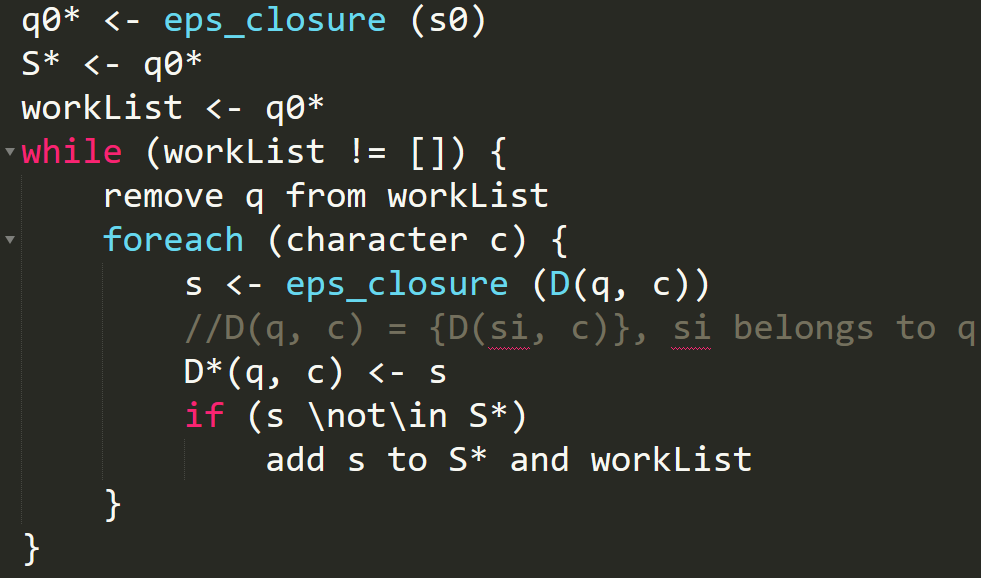 q0* <- eps_closure (s0)
S* <- q0*
workList <- q0*
while (workList != []) {
remove q from workList
foreach (character c) {
s <- eps_closure (D(q, c))
//D(q, c) = {D(si, c)}, si belongs to q
D*(q, c) <- s
if (s \not\in S*)
add s to S* and workList
}
}